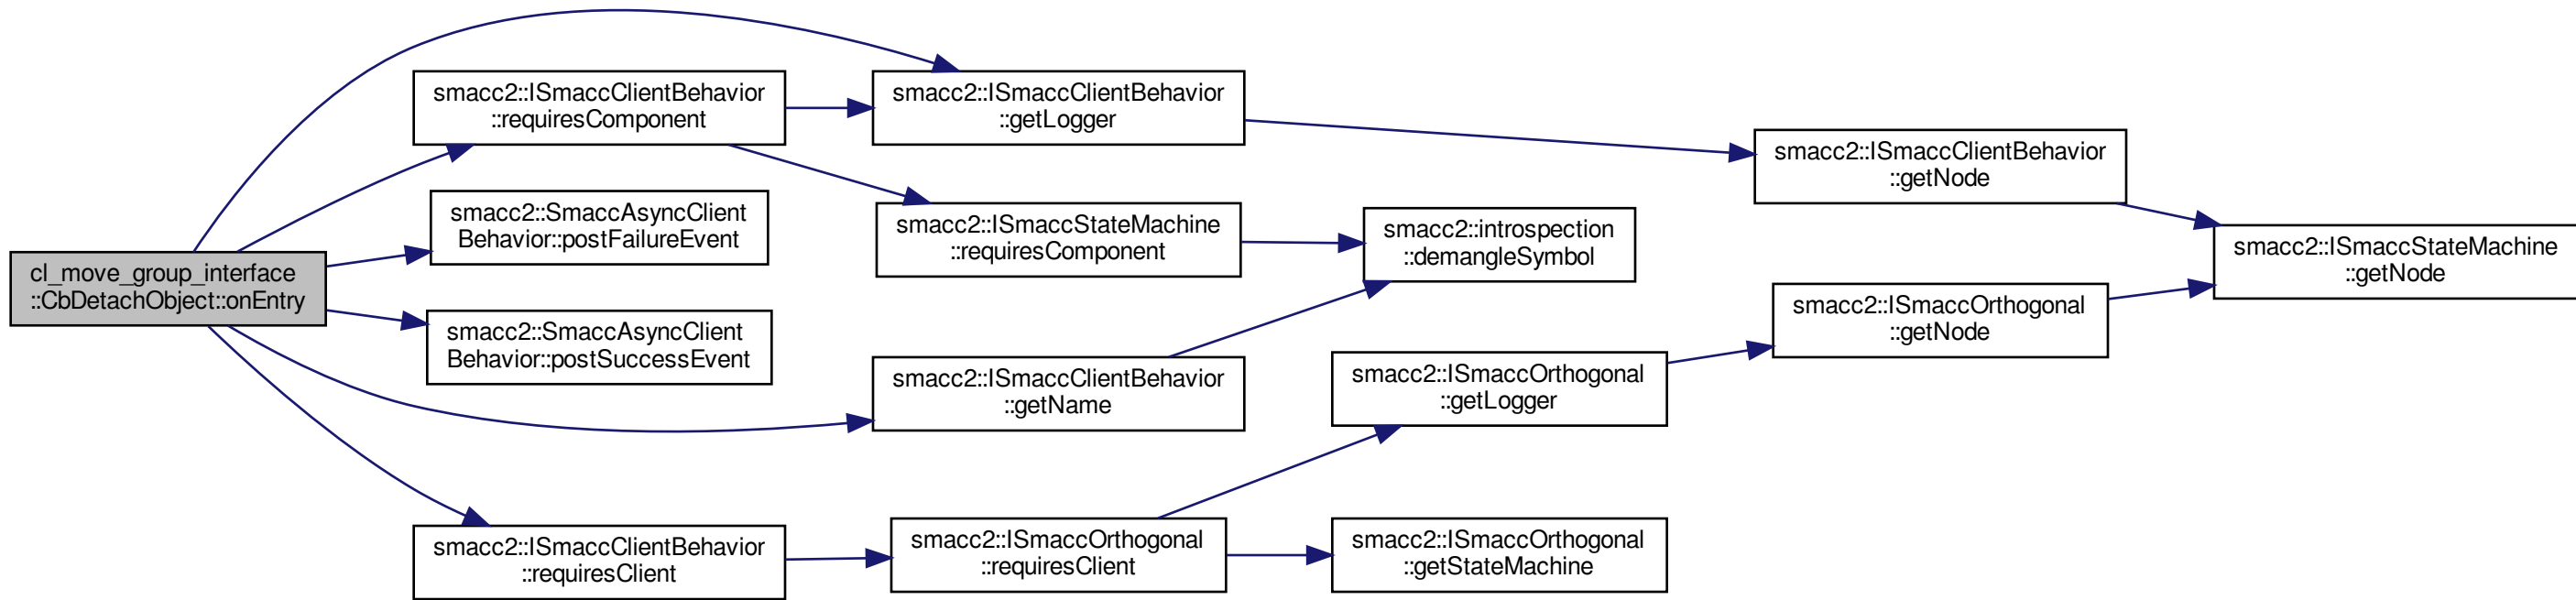 cl_move_group_interface
::CbDetachObject::onEntry
smacc2::ISmaccClientBehavior
::requiresComponent
smacc2::SmaccAsyncClient
Behavior::postFailureEvent
smacc2::SmaccAsyncClient
Behavior::postSuccessEvent
smacc2::ISmaccClientBehavior
::requiresClient
smacc2::ISmaccClientBehavior
::getLogger
smacc2::ISmaccStateMachine
::requiresComponent
smacc2::ISmaccClientBehavior
::getName
smacc2::ISmaccOrthogonal
::requiresClient
smacc2::introspection
::demangleSymbol
smacc2::ISmaccOrthogonal
::getLogger
smacc2::ISmaccOrthogonal
::getStateMachine
smacc2::ISmaccClientBehavior
::getNode
smacc2::ISmaccOrthogonal
::getNode
smacc2::ISmaccStateMachine
::getNode